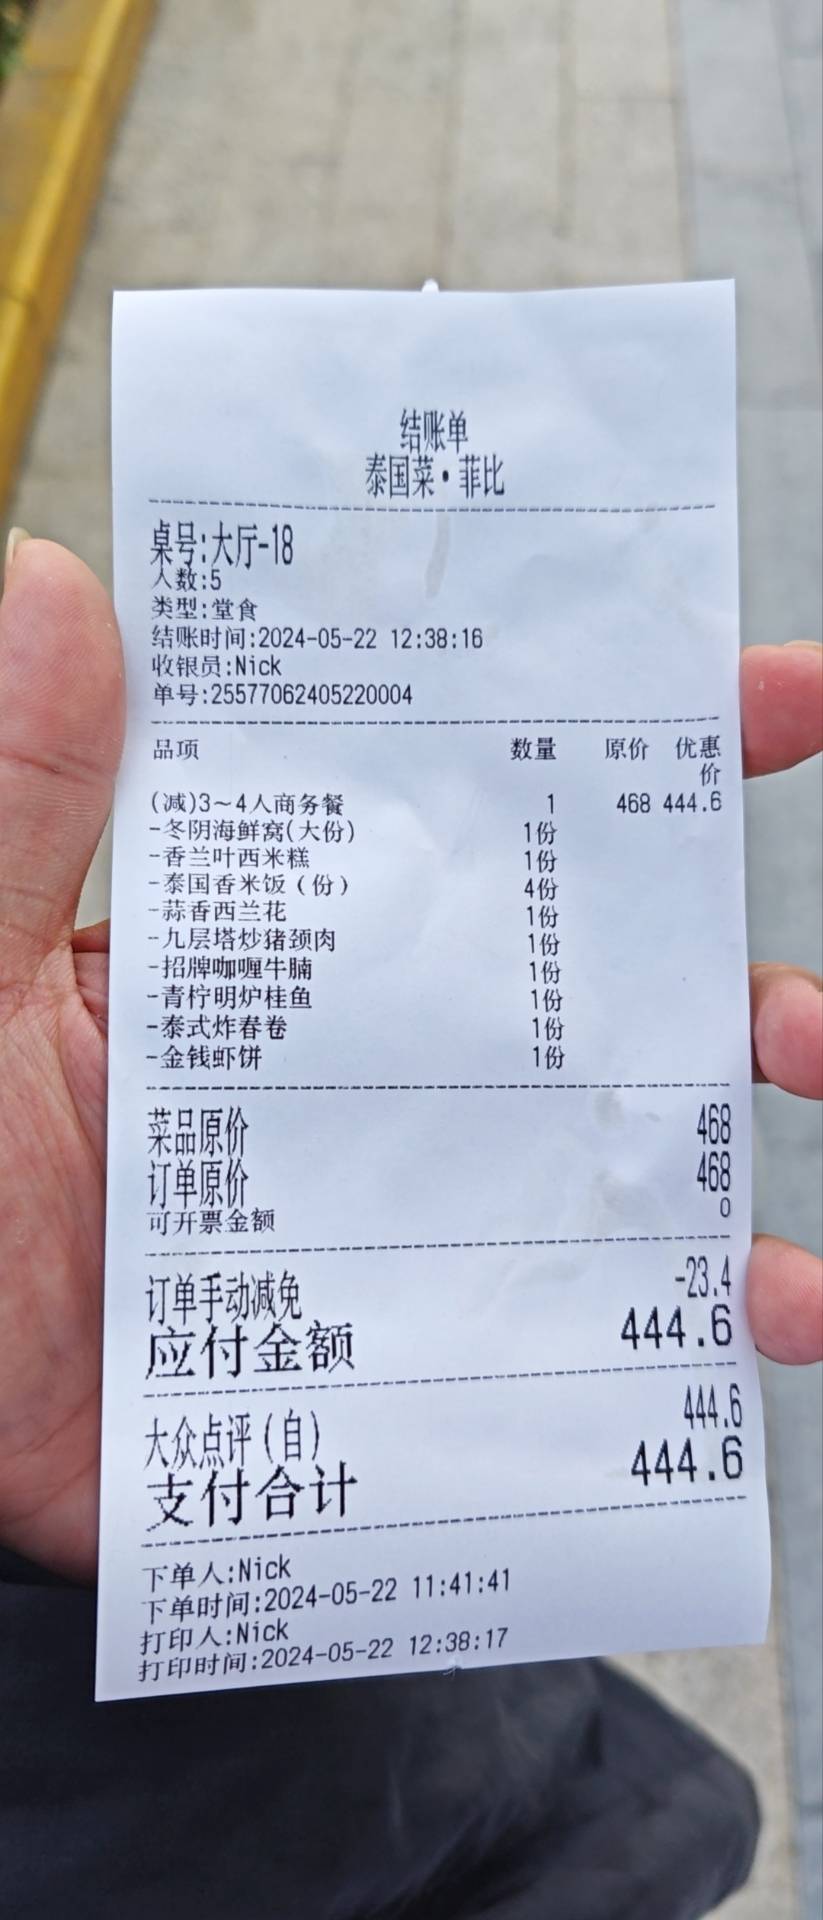 结账单
泰国菜·菲比
桌号:大厅-18
人数:5
类型:堂食
结账时间:2024-05-22 12:38:16
收银员:Nick
单号:25577062405220004
品项 数量 原价 优惠价
(减)3~4人商务餐 1 468 444.6
-冬阴海鲜窝(大份) 1份
-香兰叶西米糕 1份
-泰国香米饭（份） 4份
-蒜香西兰花 1份
-九层塔炒猪颈肉 1份
-招牌咖喱牛腩 1份
-青柠明炉桂鱼 1份
-泰式炸春卷 1份
-金钱虾饼 1份
菜品原价 468
订单原价 468
可开票金额 0
订单手动减免 -23.4
应付金额 444.6
大众点评(自) 444.6
支付合计 444.6
下单人:Nick
下单时间:2024-05-22 11:41:41
打印人:Nick
打印时间:2024-05-22 12:38:17